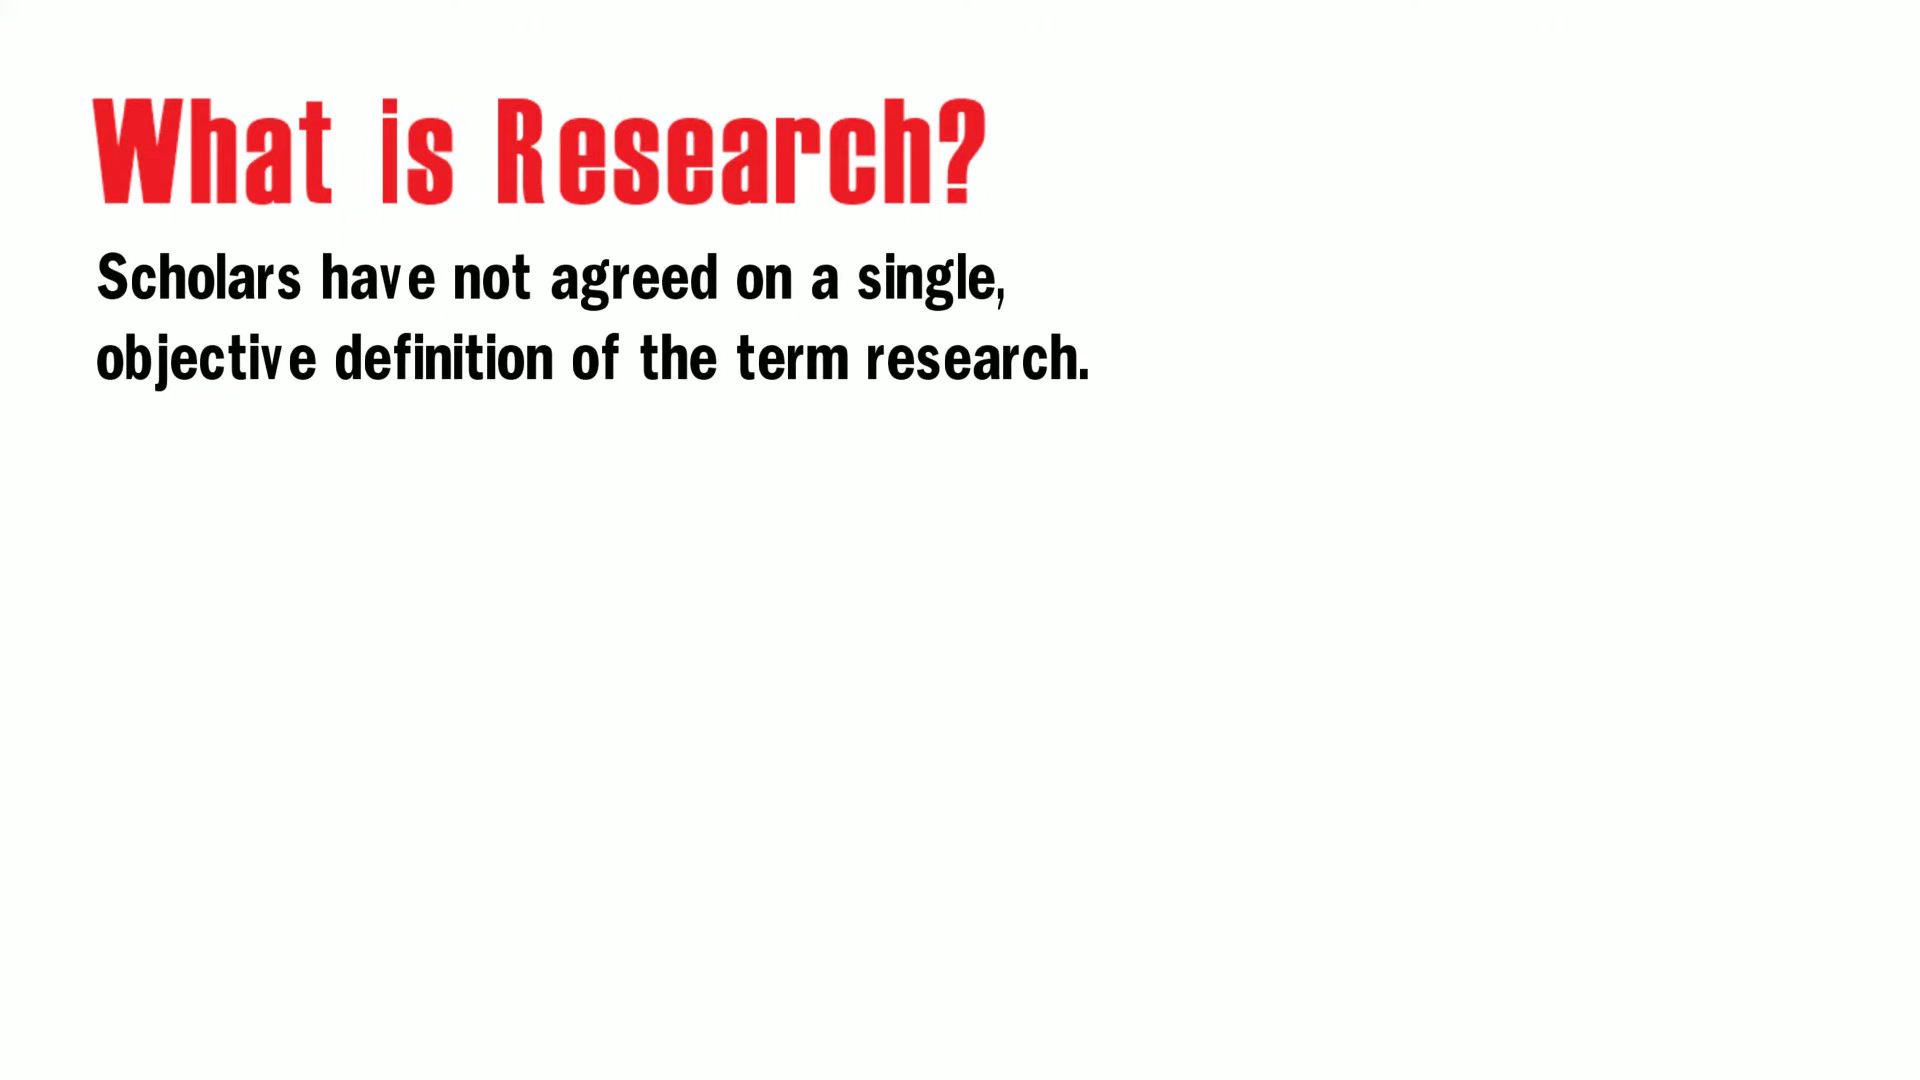 What is Research?
Scholars have not agreed on a single,
objective definition of the term research.